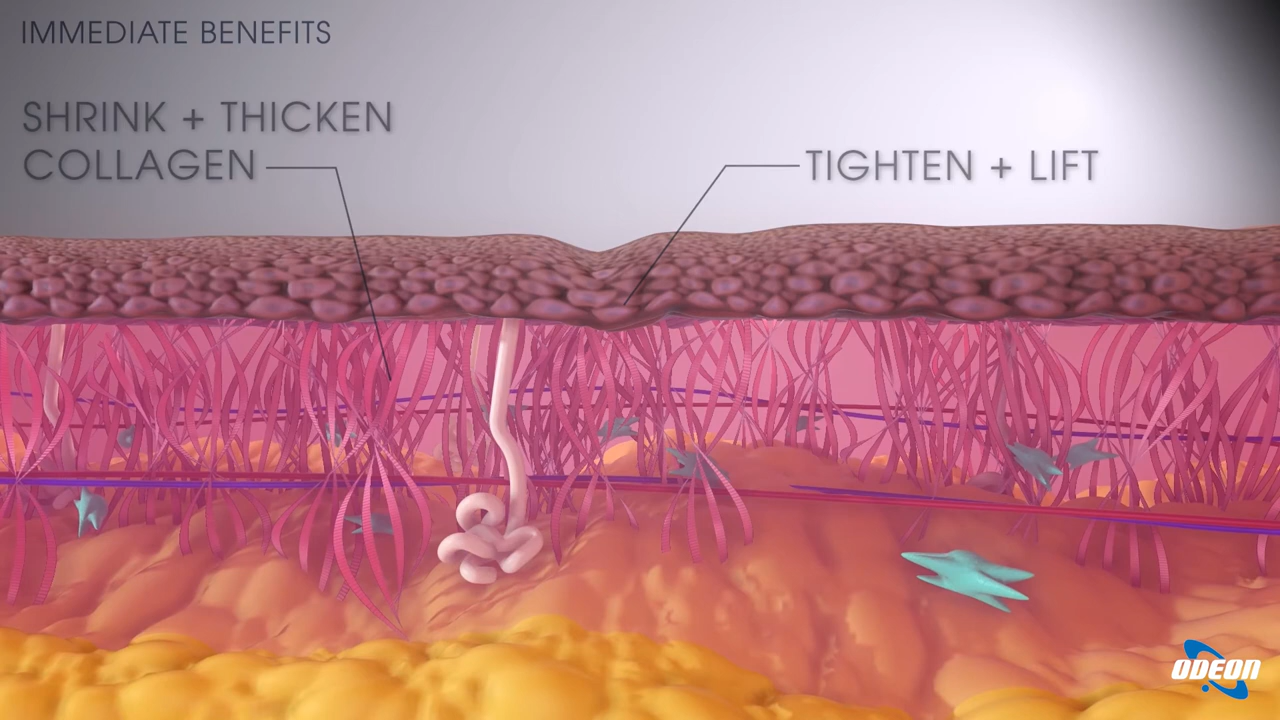 IMMEDIATE BENEFITS
SHRINK + THICKEN
COLLAGEN
TIGHTEN + LIFT
ODEON